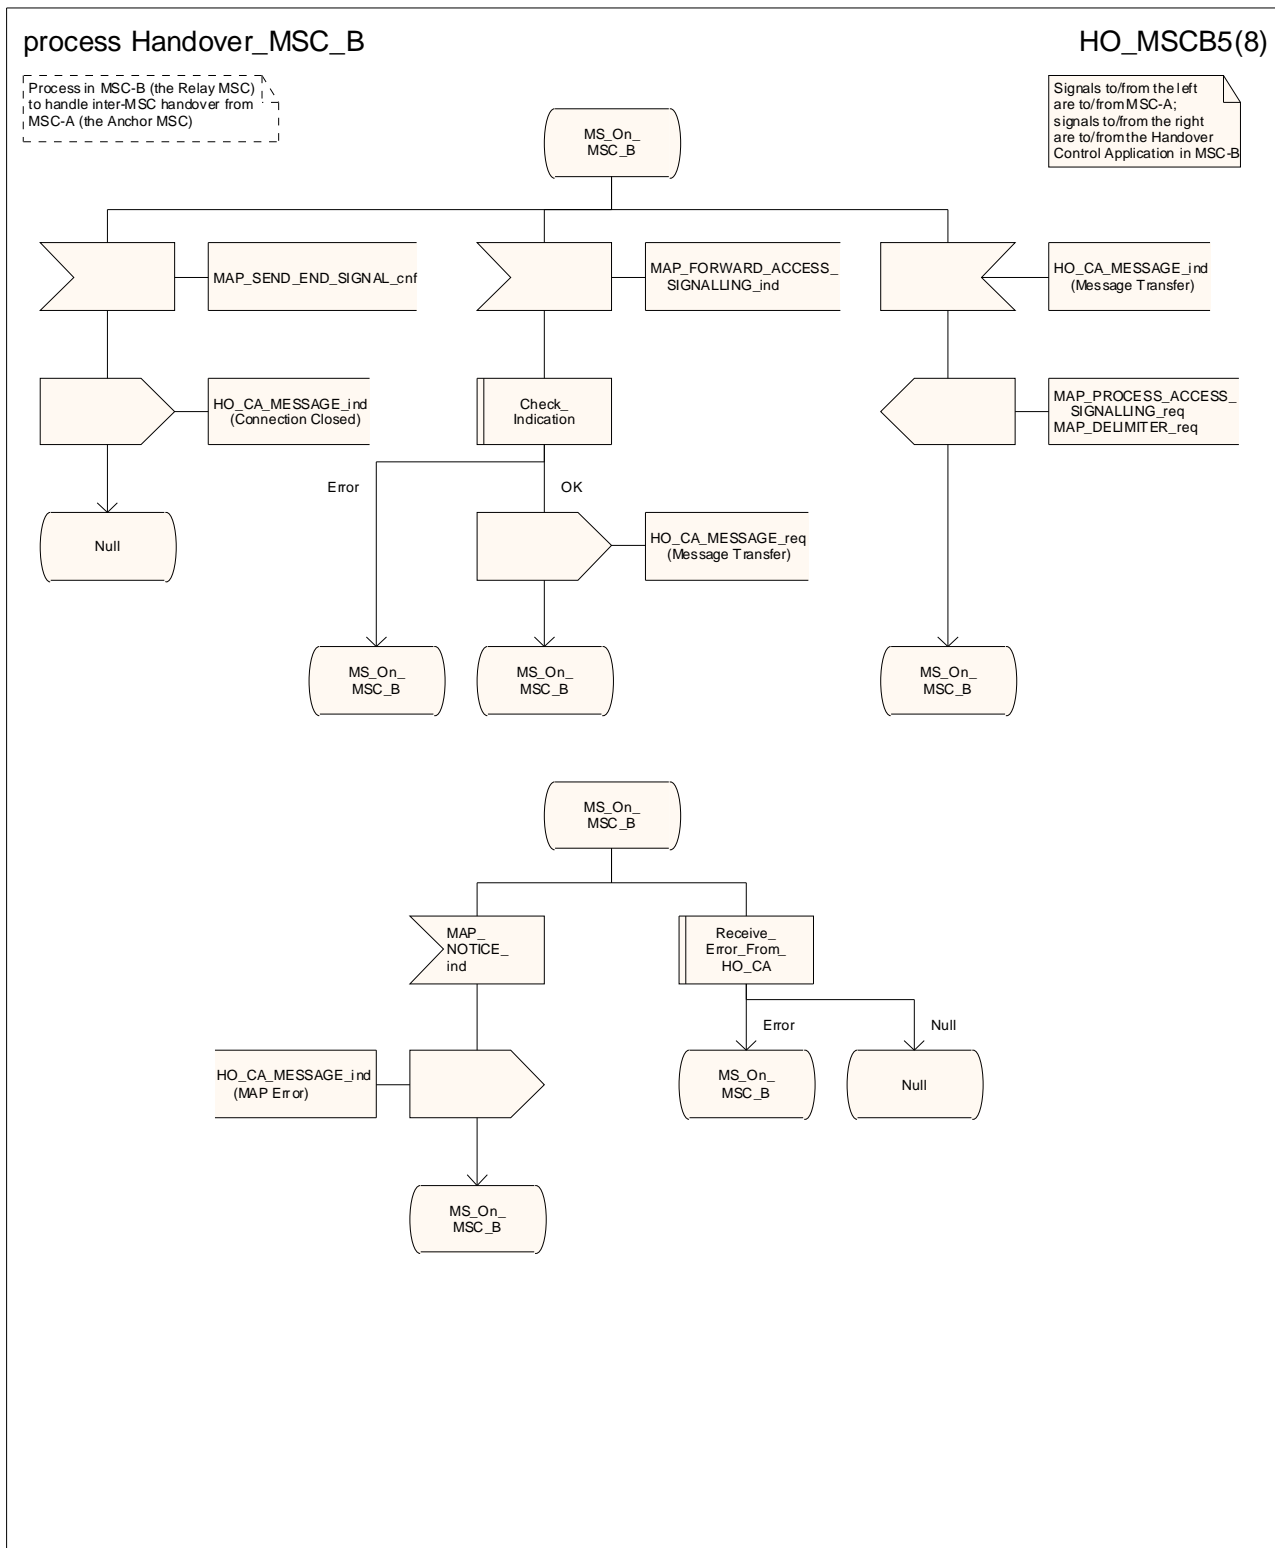 process Handover_MSC_B
HO_MSCB5(8)
Process in MSC-B (the Relay MSC)
to handle inter-MSC handover from
MSC-A (the Anchor MSC)
Signals to/from the left
are to/from MSC-A;
signals to/from the right
are to/from the Handover
Control Application in MSC-B
MS_On_
MSC_B
MAP_SEND_END_SIGNAL_cnf
MAP_FORWARD_ACCESS_
SIGNALLING_ind
HO_CA_MESSAGE_ind
(Message Transfer)
HO_CA_MESSAGE_ind
(Connection Closed)
Check_
Indication
MAP_PROCESS_ACCESS_
SIGNALLING_req
MAP_DELIMITER_req
Error
OK
Null
HO_CA_MESSAGE_req
(Message Transfer)
MS_On_
MSC_B
MS_On_
MSC_B
MS_On_
MSC_B
MS_On_
MSC_B
MAP_
NOTICE_
ind
Receive_
Error_From_
HO_CA
Error
Null
HO_CA_MESSAGE_ind
(MAP Error)
MS_On_
MSC_B
Null
MS_On_
MSC_B